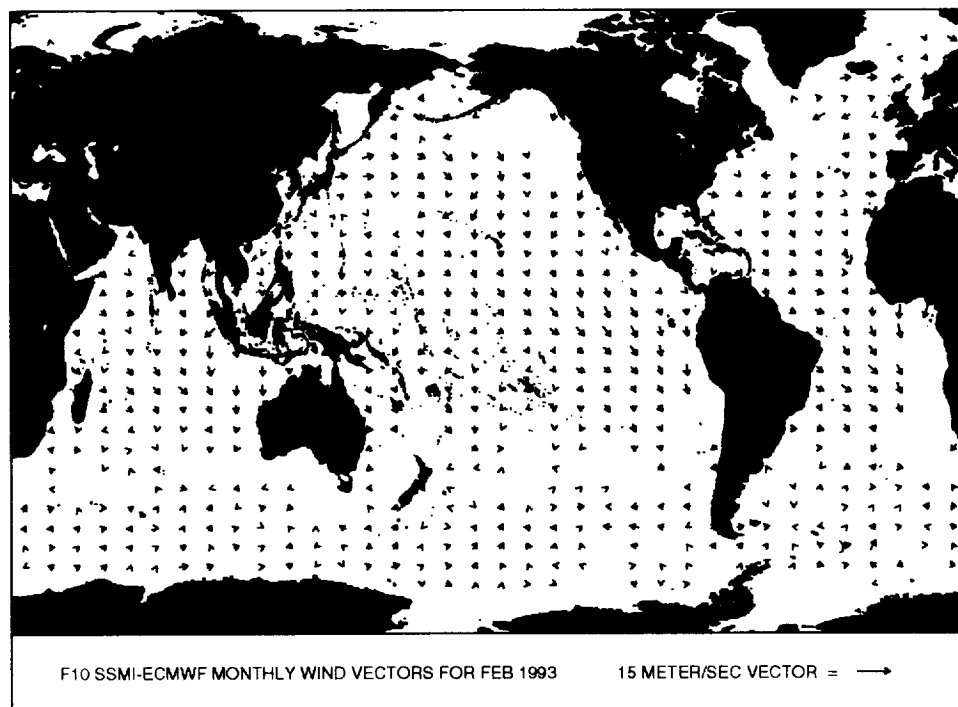 F10 SSMI-ECMWF MONTHLY WIND VECTORS FOR FEB 1993 15 METER/SEC VECTOR =